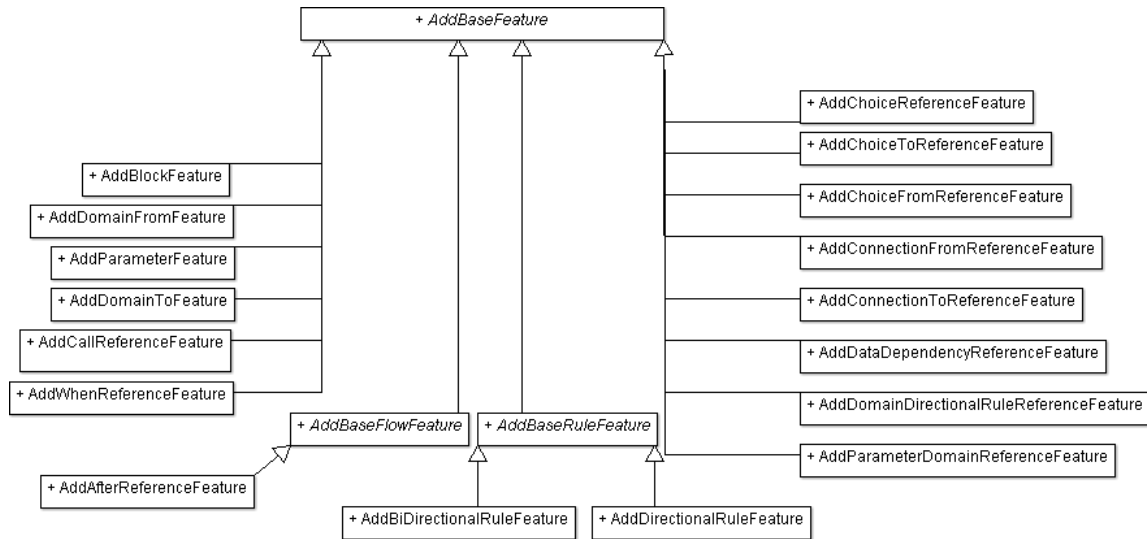 + AddBaseFeature
+ AddChoiceReferenceFeature
+ AddChoiceToReferenceFeature
+ AddBlockFeature
+ AddChoiceFromReferenceFeature
+ AddDomainFromFeature
+ AddConnectionFromReferenceFeature
+ AddParameterFeature
+ AddDomainToFeature
+ AddConnectionToReferenceFeature
+ AddCallReferenceFeature
+ AddDataDependencyReferenceFeature
+ AddWhenReferenceFeature
+ AddDomainDirectionalRuleReferenceFeature
+ AddBaseFlowFeature
+ AddBaseRuleFeature
+ AddParameterDomainReferenceFeature
+ AddAfterReferenceFeature
+ AddBiDirectionalRuleFeature
+ AddDirectionalRuleFeature